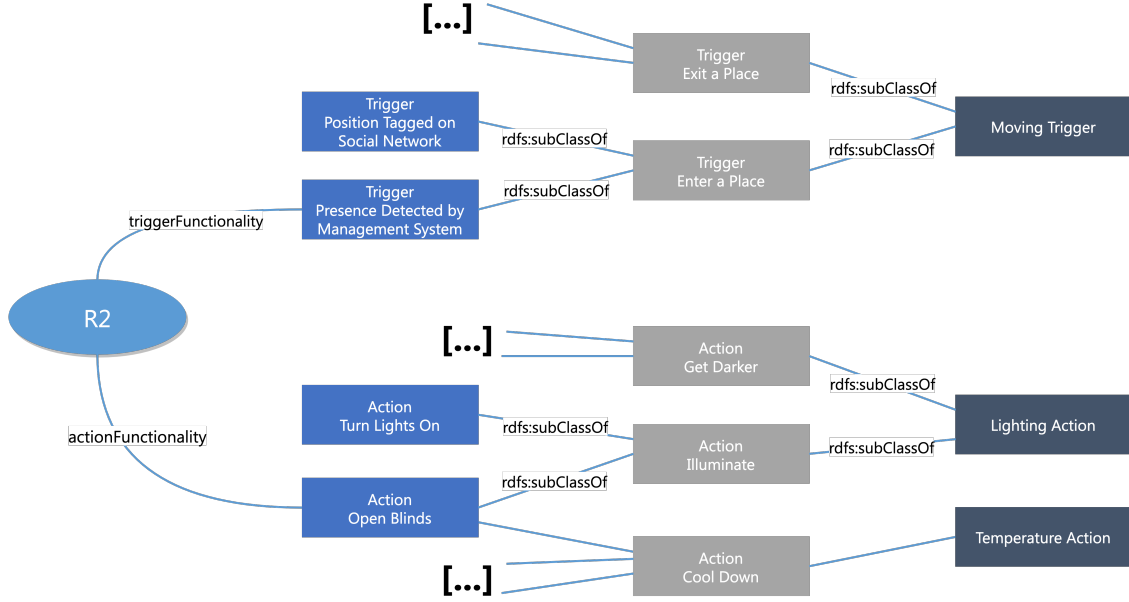 [...]
Trigger
Exit a Place
rdfs:subClassOf
Moving Trigger
Trigger
Position Tagged on
Social Network
rdfs:subClassOf
rdfs:subClassOf
Trigger
Enter a Place
Trigger
Presence Detected by
Management System
rdfs:subClassOf
triggerFunctionality
R2
[...]
Action
Get Darker
rdfs:subClassOf
Lighting Action
Action
Turn Lights On
rdfs:subClassOf
actionFunctionality
Action
Illuminate
rdfs:subClassOf
rdfs:subClassOf
Action
Open Blinds
Temperature Action
Action
Cool Down
[...]